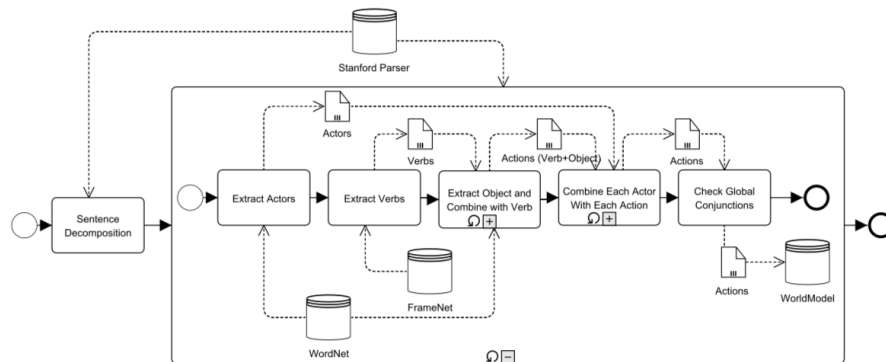 Stanford Parser
Actors
Verbs
Actions (Verb+Object)
Actions
Sentence
Decomposition
Extract Actors
Extract Verbs
Extract Object and
Combine with Verb
Combine Each Actor
With Each Action
Check Global
Conjunctions
FrameNet
WordNet
Actions
WorldModel